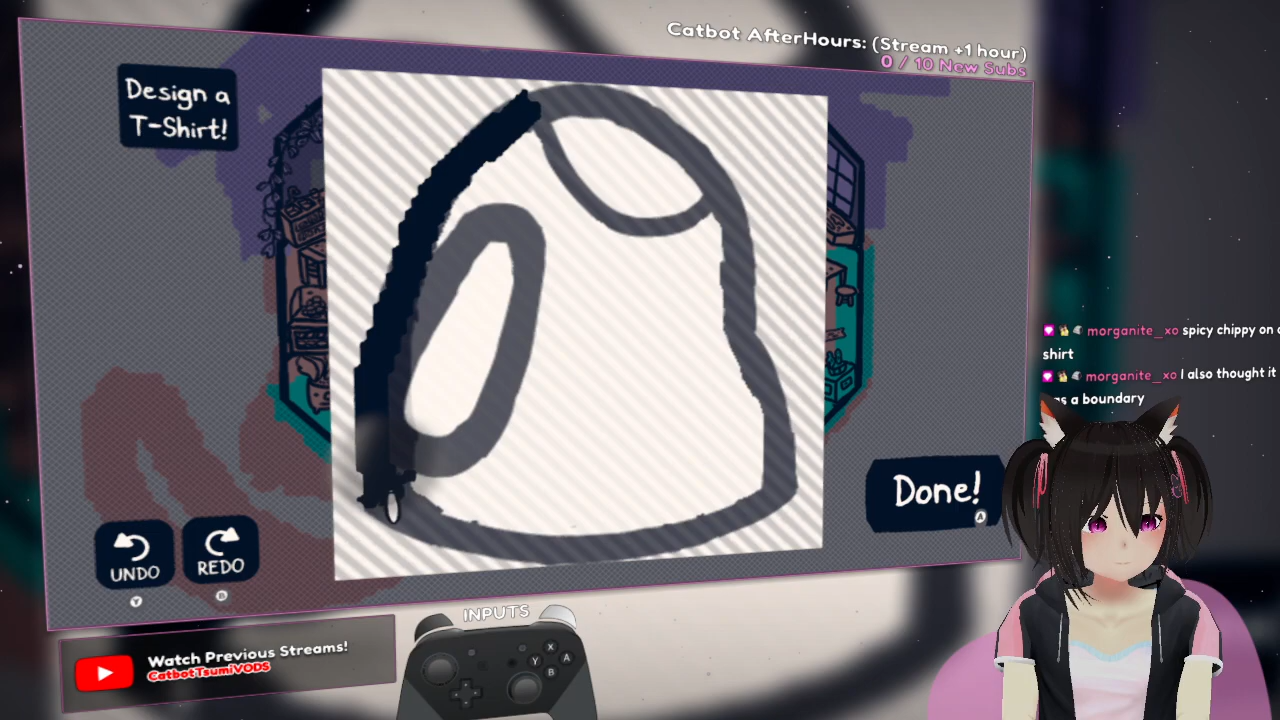 Catbot AfterHours: (Stream +1 hour)
0 / 10 New Subs
Design a
T-Shirt!
morganite_xo spicy chippy on
shirt
morganite_xo I also thought it
as a boundary
Done!
A
UNDO
REDO
Y
B
INPUTS
Watch Previous Streams!
CatbotTsumiVODS
X
Y
A
B